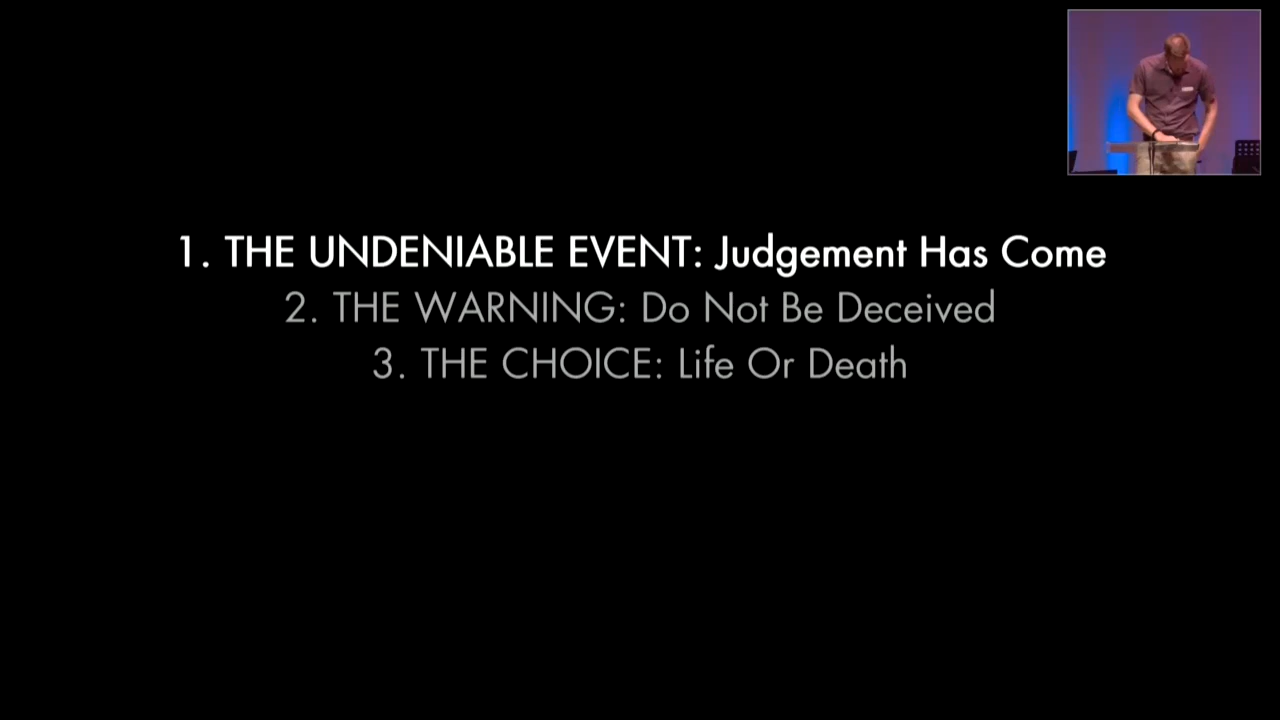 1. THE UNDENIABLE EVENT: Judgement Has Come
2. THE WARNING: Do Not Be Deceived
3. THE CHOICE: Life Or Death